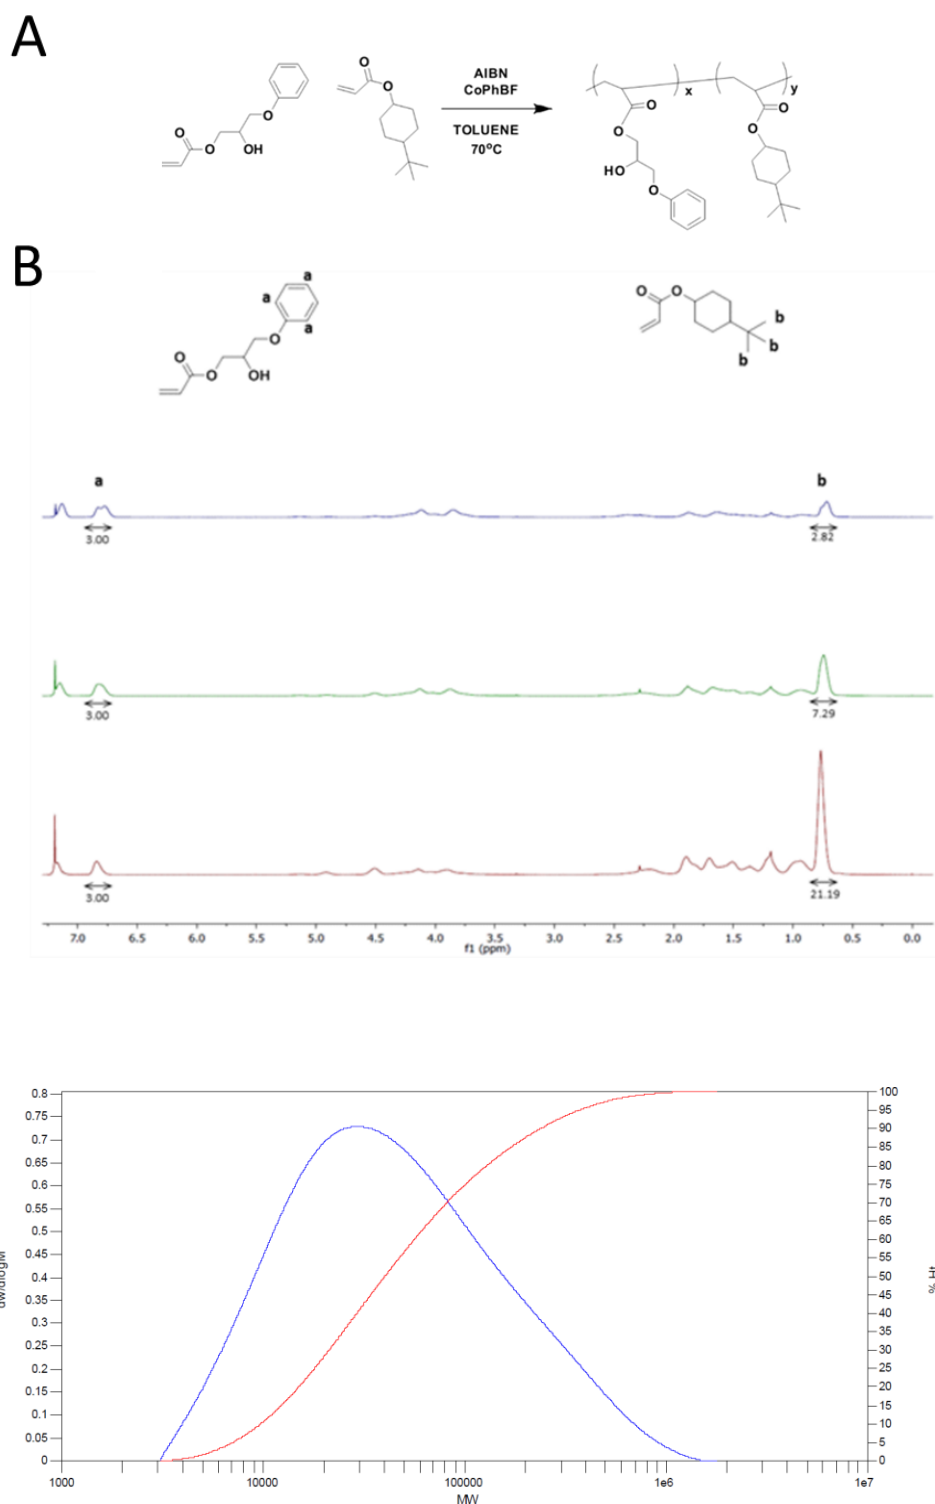 A
AIBN
CoPhBF
TOLUENE
70°C
O
O
OH
O
O
O
O
O
HO
O
x
O
O
y
B
a
a
a
O
O
O
OH
O
O
b
b
b
a
b
3.00
2.82
3.00
7.29
3.00
21.19
7.0 6.5 6.0 5.5 5.0 4.5 4.0 3.5 3.0 2.5 2.0 1.5 1.0 0.5 0.0
f1 (ppm)
0.8
0.75
0.7
0.65
0.6
0.55
0.5
0.45
0.4
0.35
0.3
0.25
0.2
0.15
0.1
0.05
0
100
95
90
85
80
75
70
65
60
55
50
45
40
35
30
25
20
15
10
5
0
1000 10000 100000 1e6 1e7
MW